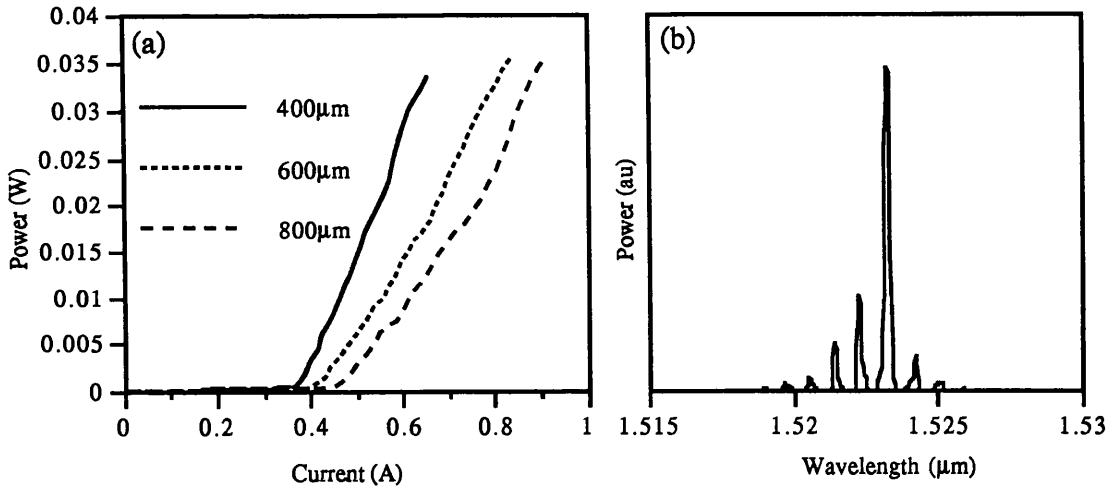 (a)
Power (W)
0.04
0.035
0.03
0.025
0.02
0.015
0.01
0.005
0
400µm
600µm
800µm
0 0.2 0.4 0.6 0.8 1
Current (A)
(b)
Power (au)
1.515 1.52 1.525 1.53
Wavelength (µm)